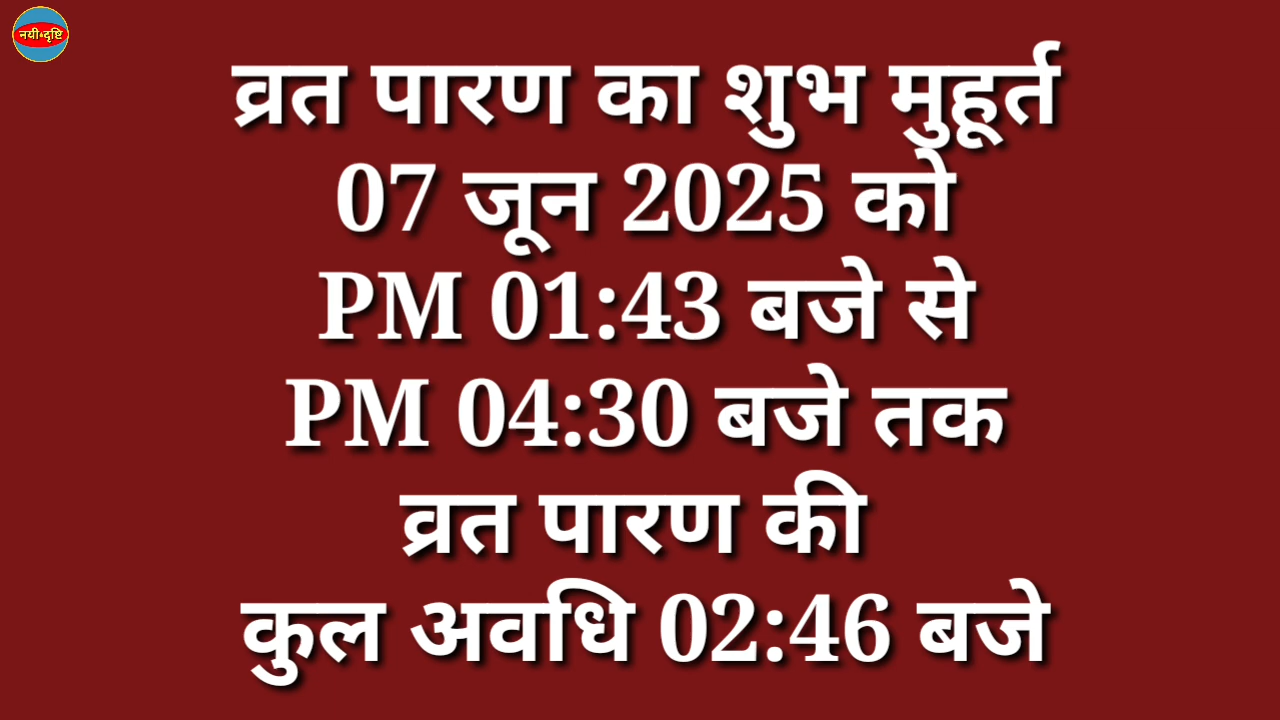 नयी दृष्टि
व्रत पारण का शुभ मुहूर्त
07 जून 2025 को
PM 01:43 बजे से
PM 04:30 बजे तक
व्रत पारण की
कुल अवधि 02:46 बजे